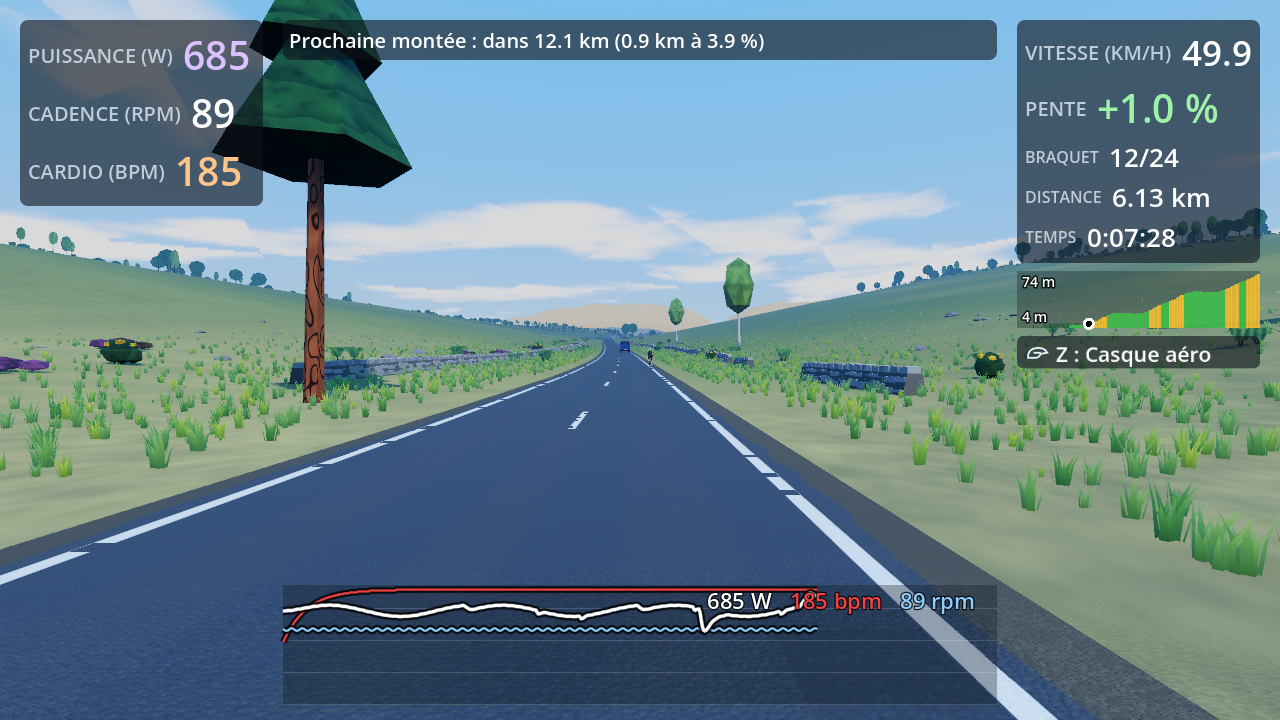 PUISSANCE (W) 685
CADENCE (RPM) 89
CARDIO (BPM) 185
Prochaine montée : dans 12.1 km (0.9 km à 3.9 %)
VITESSE (KM/H) 49.9
PENTE +1.0 %
BRAQUET 12/24
DISTANCE 6.13 km
TEMPS 0:07:28
74 m
4 m
Z : Casque aéro
685 W 185 bpm 89 rpm